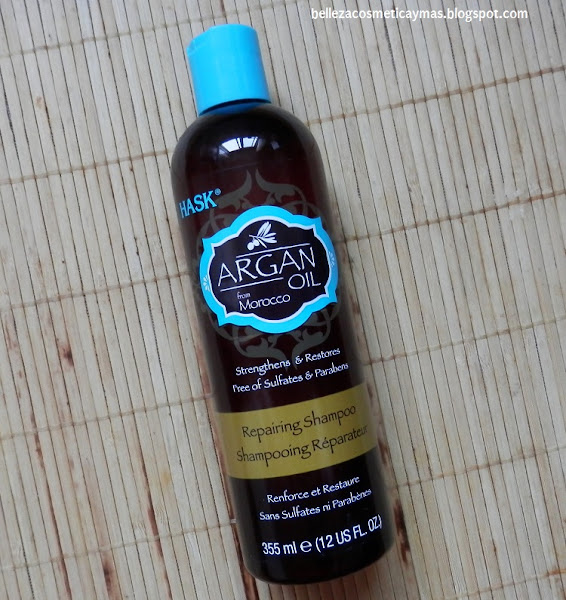 bellezacosmeticaymas.blogspot.com
HASK®
ARGAN
OIL
from
Morocco
Strengthens & Restores
Free of Sulfates & Parabens
Repairing Shampoo
Shampooing Réparateur
Renforce et Restaure
Sans Sulfates ni Parabènes
355 ml e (12 US FL. OZ.)